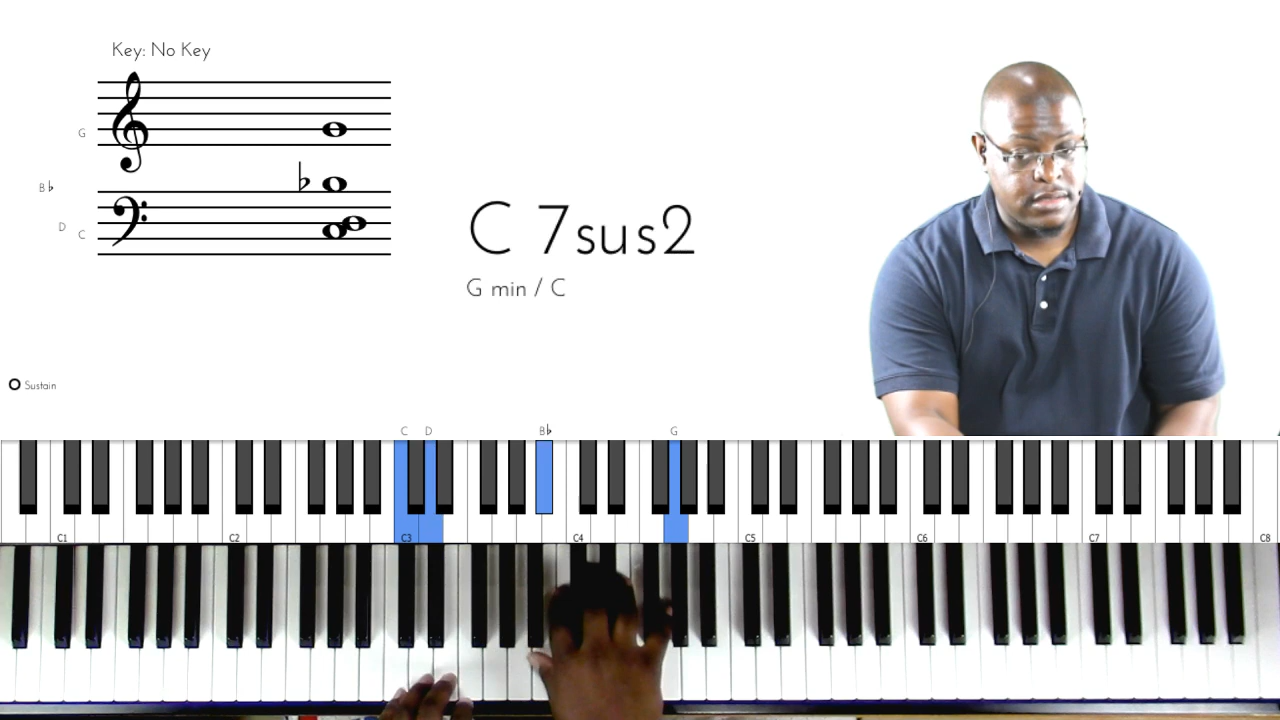 Key: No Key
G
B♭
D
C
C 7sus2
G min / C
Sustain
C D B♭ G
C1 C2 C3 C4 C5 C6 C7 C8